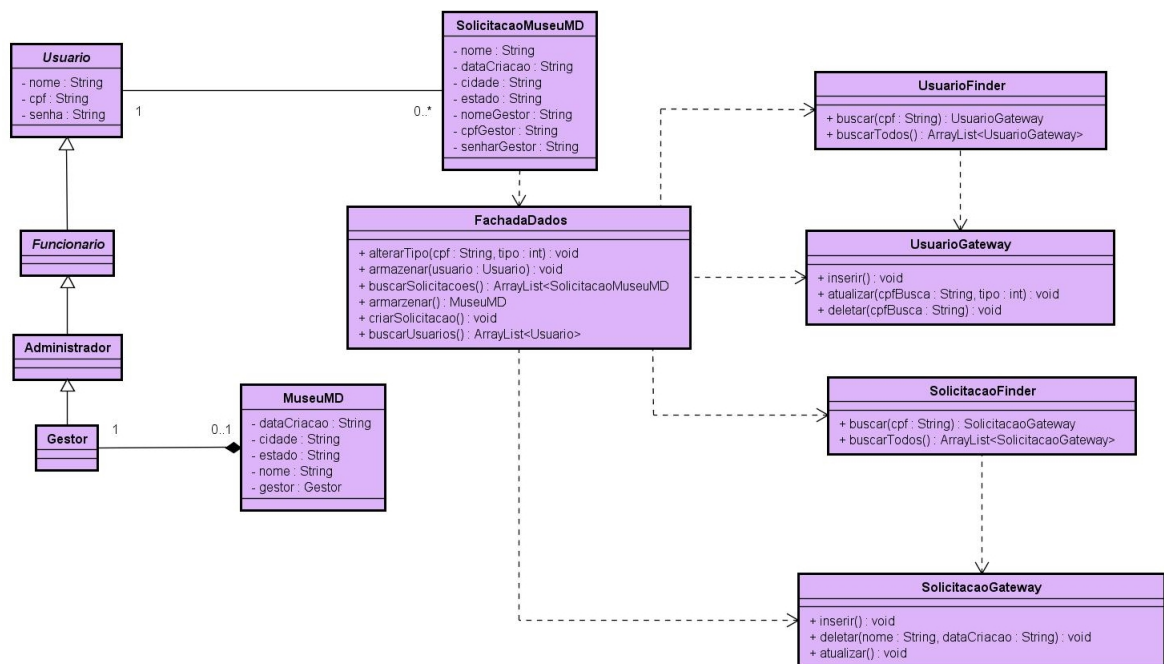 Usuario
- nome : String
- cpf : String
- senha : String
1
0..*
SolicitacaoMuseuMD
- nome : String
- dataCriacao : String
- cidade : String
- estado : String
- nomeGestor : String
- cpfGestor : String
- senharGestor : String
UsuarioFinder
+ buscar(cpf : String) : UsuarioGateway
+ buscarTodos() : ArrayList<UsuarioGateway>
FachadaDados
+ alterarTipo(cpf : String, tipo : int) : void
+ armazenar(usuario : Usuario) : void
+ buscarSolicitacoes() : ArrayList<SolicitacaoMuseuMD
+ armarzenar() : MuseuMD
+ criarSolicitacao() : void
+ buscarUsuarios() : ArrayList<Usuario>
UsuarioGateway
+ inserir() : void
+ atualizar(cpfBusca : String, tipo : int) : void
+ deletar(cpfBusca : String) : void
Funcionario
Administrador
Gestor
1
0..1
MuseuMD
- dataCriacao : String
- cidade : String
- estado : String
- nome : String
- gestor : Gestor
SolicitacaoFinder
+ buscar(cpf : String) : SolicitacaoGateway
+ buscarTodos() : ArrayList<SolicitacaoGateway>
SolicitacaoGateway
+ inserir() : void
+ deletar(nome : String, dataCriacao : String) : void
+ atualizar() : void